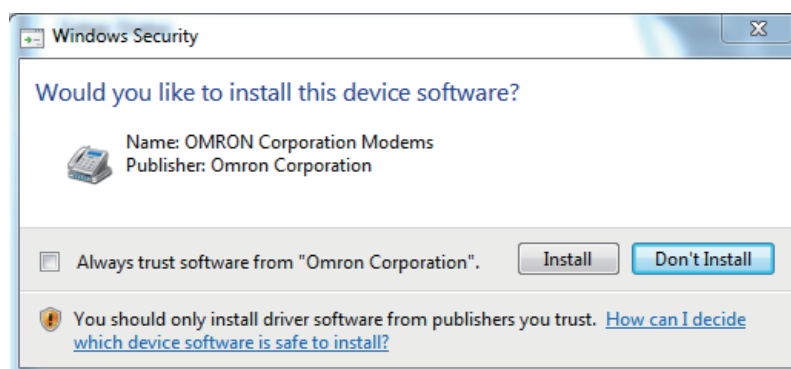 Windows Security
Would you like to install this device software?
Name: OMRON Corporation Modems
Publisher: Omron Corporation
Always trust software from "Omron Corporation". Install Don't Install
You should only install driver software from publishers you trust. How can I decide
which device software is safe to install?